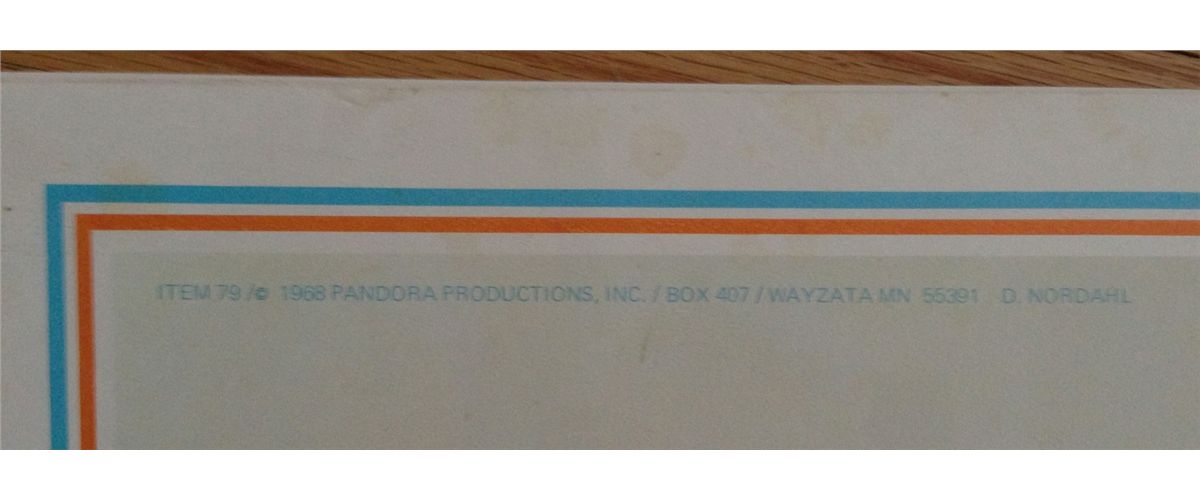 ITEM 79 /© 1968 PANDORA PRODUCTIONS, INC. / BOX 407 / WAYZATA MN 55391 D. NORDAHL